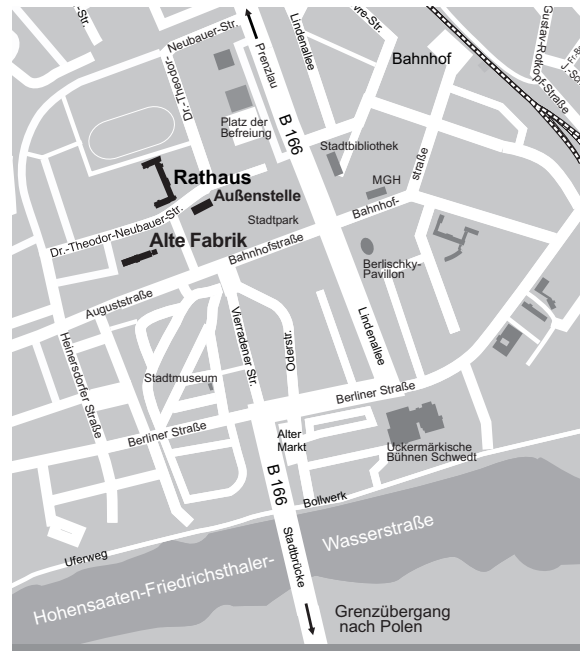 Neubauer-Str.
Dr.-Theodor-
Prenzlau
B 166
Lindenallee
Bahnhof
Gustav-Rotkopf-Straße
Platz der
Befreiung
Stadtbibliothek
MGH
Bahnhof-
straße
Rathaus
Außenstelle
Stadtpark
Dr.-Theodor-Neubauer-Str.
Alte Fabrik
Bahnhofstraße
Berlischky-
Pavillon
Auguststraße
Heinersdorfer Straße
Vierradener Str.
Oderstr.
Lindenallee
Stadtmuseum
Berliner Straße
Berliner Straße
Alter
Markt
Uckermärkische
Bühnen Schwedt
B 166
Bollwerk
Uferweg
Stadtbrücke
Hohensaaten-Friedrichsthaler-
Wasserstraße
Grenzübergang
nach Polen